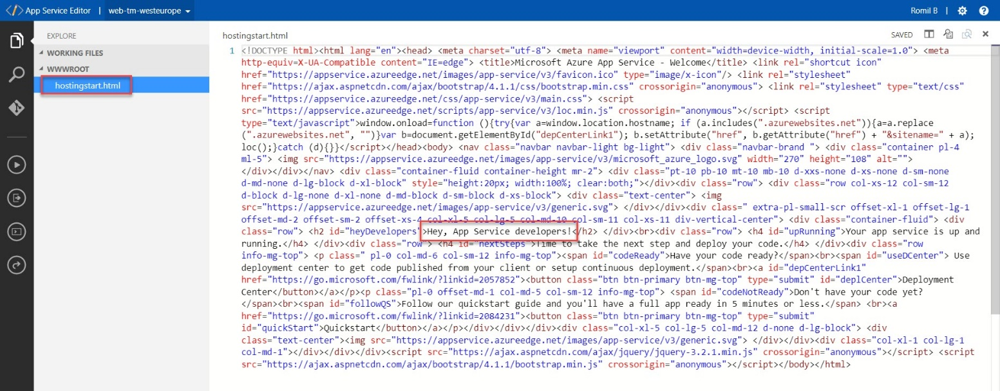 App Service Editor | web-tm-westeurope Romil B |
EXPLORE
WORKING FILES
WWWROOT
hostingstart.html
hostingstart.html
SAVED
1 <!DOCTYPE html><html lang="en"><head> <meta charset="utf-8"> <meta name="viewport" content="width=device-width, initial-scale=1.0"> <meta
http-equiv=X-UA-Compatible content="IE=edge"> <title>Microsoft Azure App Service - Welcome</title> <link rel="shortcut icon"
href="https://appservice.azureedge.net/images/app-service/v3/favicon.ico" type="image/x-icon"/> <link rel="stylesheet"
href="https://ajax.aspnetcdn.com/ajax/bootstrap/4.1.1/css/bootstrap.min.css" crossorigin="anonymous"> <link rel="stylesheet" type="text/css"
href="https://appservice.azureedge.net/css/app-service/v3/main.css"> <script
src="https://appservice.azureedge.net/scripts/app-service/v3/loc.min.js" crossorigin="anonymous"></script> <script
type="text/javascript">window.onload=function (){try{var a=window.location.hostname; if (a.includes(".azurewebsites.net")){a=a.replace
(".azurewebsites.net", "")}var b=document.getElementById("depCenterLink1"); b.setAttribute("href", b.getAttribute("href") + "&sitename=" + a);
loc();}catch (d){}}</script></head><body> <nav class="navbar navbar-light bg-light"> <div class="navbar-brand "> <div class="container pl-4
ml-5"> <img src="https://appservice.azureedge.net/images/app-service/v3/microsoft_azure_logo.svg" width="270" height="108" alt="">
</div></div></nav> <div class="container-fluid container-height mr-2"> <div class="pt-10 pb-10 mt-10 mb-10 d-xxs-none d-xs-none d-sm-none
d-md-none d-lg-block d-xl-block" style="height:20px; width:100%; clear:both;"></div><div class="row"> <div class="row col-xs-12 col-sm-12
d-block d-lg-none d-xl-none d-md-block d-sm-block d-xs-block"> <div class="text-center"> <img
src="https://appservice.azureedge.net/images/app-service/v3/generic.svg"> </div></div><div class=" extra-pl-small-scr offset-xl-1 offset-lg-1
offset-md-2 offset-sm-2 offset-xs-4 col-xl-5 col-lg-5 col-md-10 col-sm-11 col-xs-11 div-vertical-center"> <div class="container-fluid"> <div
class="row"> <h2 id="heyDevelopers">Hey, App Service developers!</h2> </div><br><div class="row"> <h4 id="upRunning">Your app service is up and
running.</h4> </div><div class="row"> <h4 id="nextSteps">Time to take the next step and deploy your code.</h4> </div><div class="row
info-mg-top"> <p class=" pl-0 col-md-6 col-sm-12 info-mg-top"><span id="codeReady">Have your code ready?</span><br><span id="useDCenter"> Use
deployment center to get code published from your client or setup continuous deployment.</span><br><a id="depCenterLink1"
href="https://go.microsoft.com/fwlink/?linkid=2057852"><button class="btn btn-primary btn-mg-top" type="submit" id="deplCenter">Deployment
Center</button></a></p><p class="pl-0 offset-md-1 col-md-5 col-sm-12 info-mg-top"> <span id="codeNotReady">Don't have your code yet?
</span><br><span id="followQS">Follow our quickstart guide and you'll have a full app ready in 5 minutes or less.</span> <br><a
href="https://go.microsoft.com/fwlink/?linkid=2084231"><button class="btn btn-primary btn-mg-top" type="submit"
id="quickStart">Quickstart</button></a></p></div></div></div><div class="col-xl-5 col-lg-5 col-md-12 d-none d-lg-block"> <div
class="text-center"><img src="https://appservice.azureedge.net/images/app-service/v3/generic.svg"> </div></div><div class="col-xl-1 col-lg-1
col-md-1"></div></div></div><script src="https://ajax.aspnetcdn.com/ajax/jquery/jquery-3.2.1.min.js" crossorigin="anonymous"></script> <script
src="https://ajax.aspnetcdn.com/ajax/bootstrap/4.1.1/bootstrap.min.js" crossorigin="anonymous"></script></body></html>